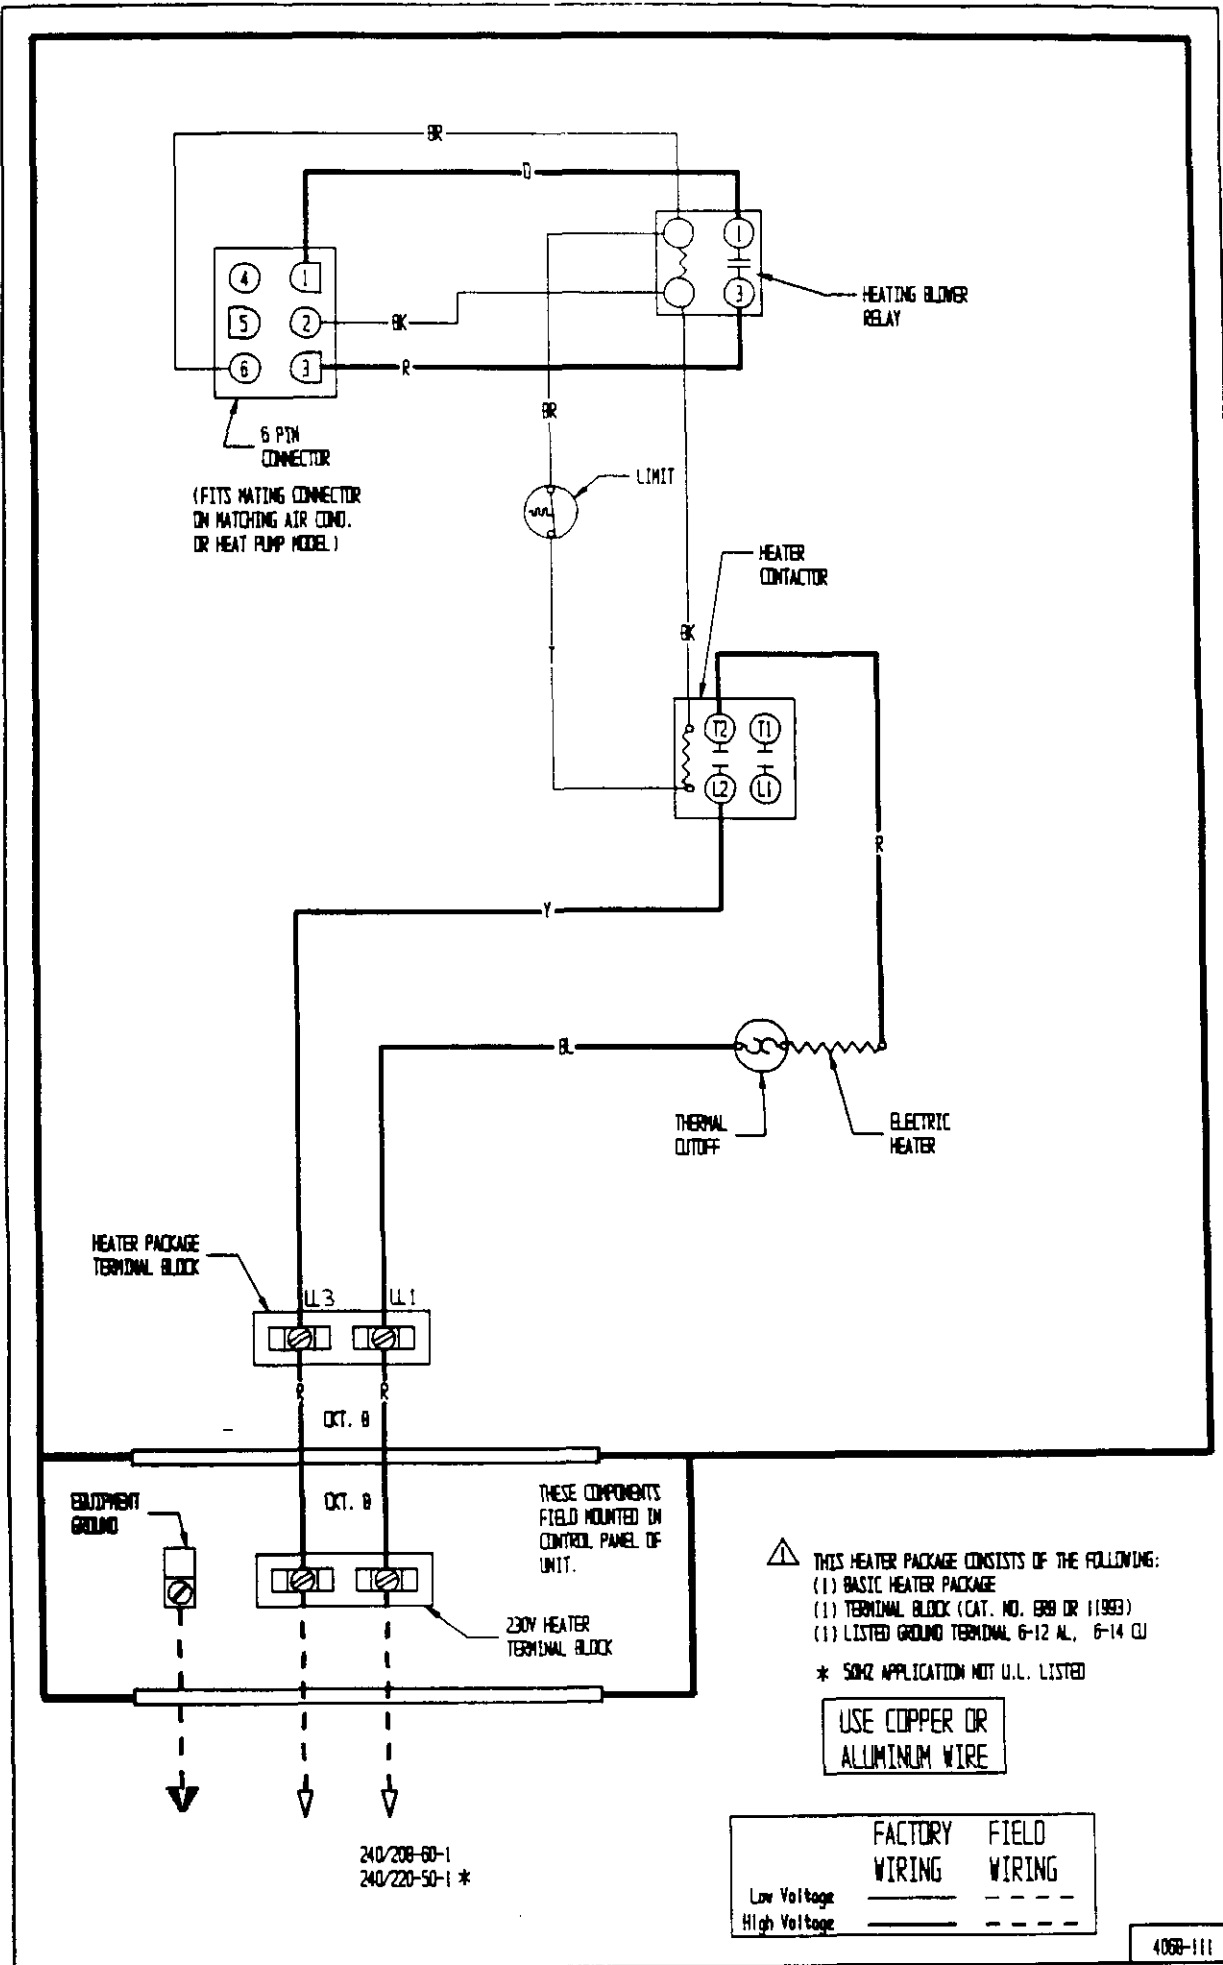 BR
O
4
1
5
2
6
3
BK
R
1
3
HEATING BLOWER
RELAY
6 PIN
CONNECTOR
(FITS MATING CONNECTOR
ON MATCHING AIR COND.
OR HEAT PUMP MODEL)
BR
LIMIT
HEATER
CONTACTOR
BK
Y
T2
T1
L2
L1
R
Y
BL
THERMAL
CUTOFF
ELECTRIC
HEATER
HEATER PACKAGE
TERMINAL BLOCK
LL3
LL1
R
R
CKT. B
CKT. B
EQUIPMENT
GROUND
THESE COMPONENTS
FIELD MOUNTED IN
CONTROL PANEL OF
UNIT.
230V HEATER
TERMINAL BLOCK
1
THIS HEATER PACKAGE CONSISTS OF THE FOLLOWING:
(1) BASIC HEATER PACKAGE
(1) TERMINAL BLOCK (CAT. NO. OR 11993)
(1) LISTED GROUND TERMINAL 6-12 AL, 6-14 CU
* 50HZ APPLICATION NOT U.L. LISTED
USE COPPER OR
ALUMINUM WIRE
240/208-60-1
240/220-50-1 *
FACTORY FIELD
WIRING WIRING
Low Voltage
High Voltage
4068-111